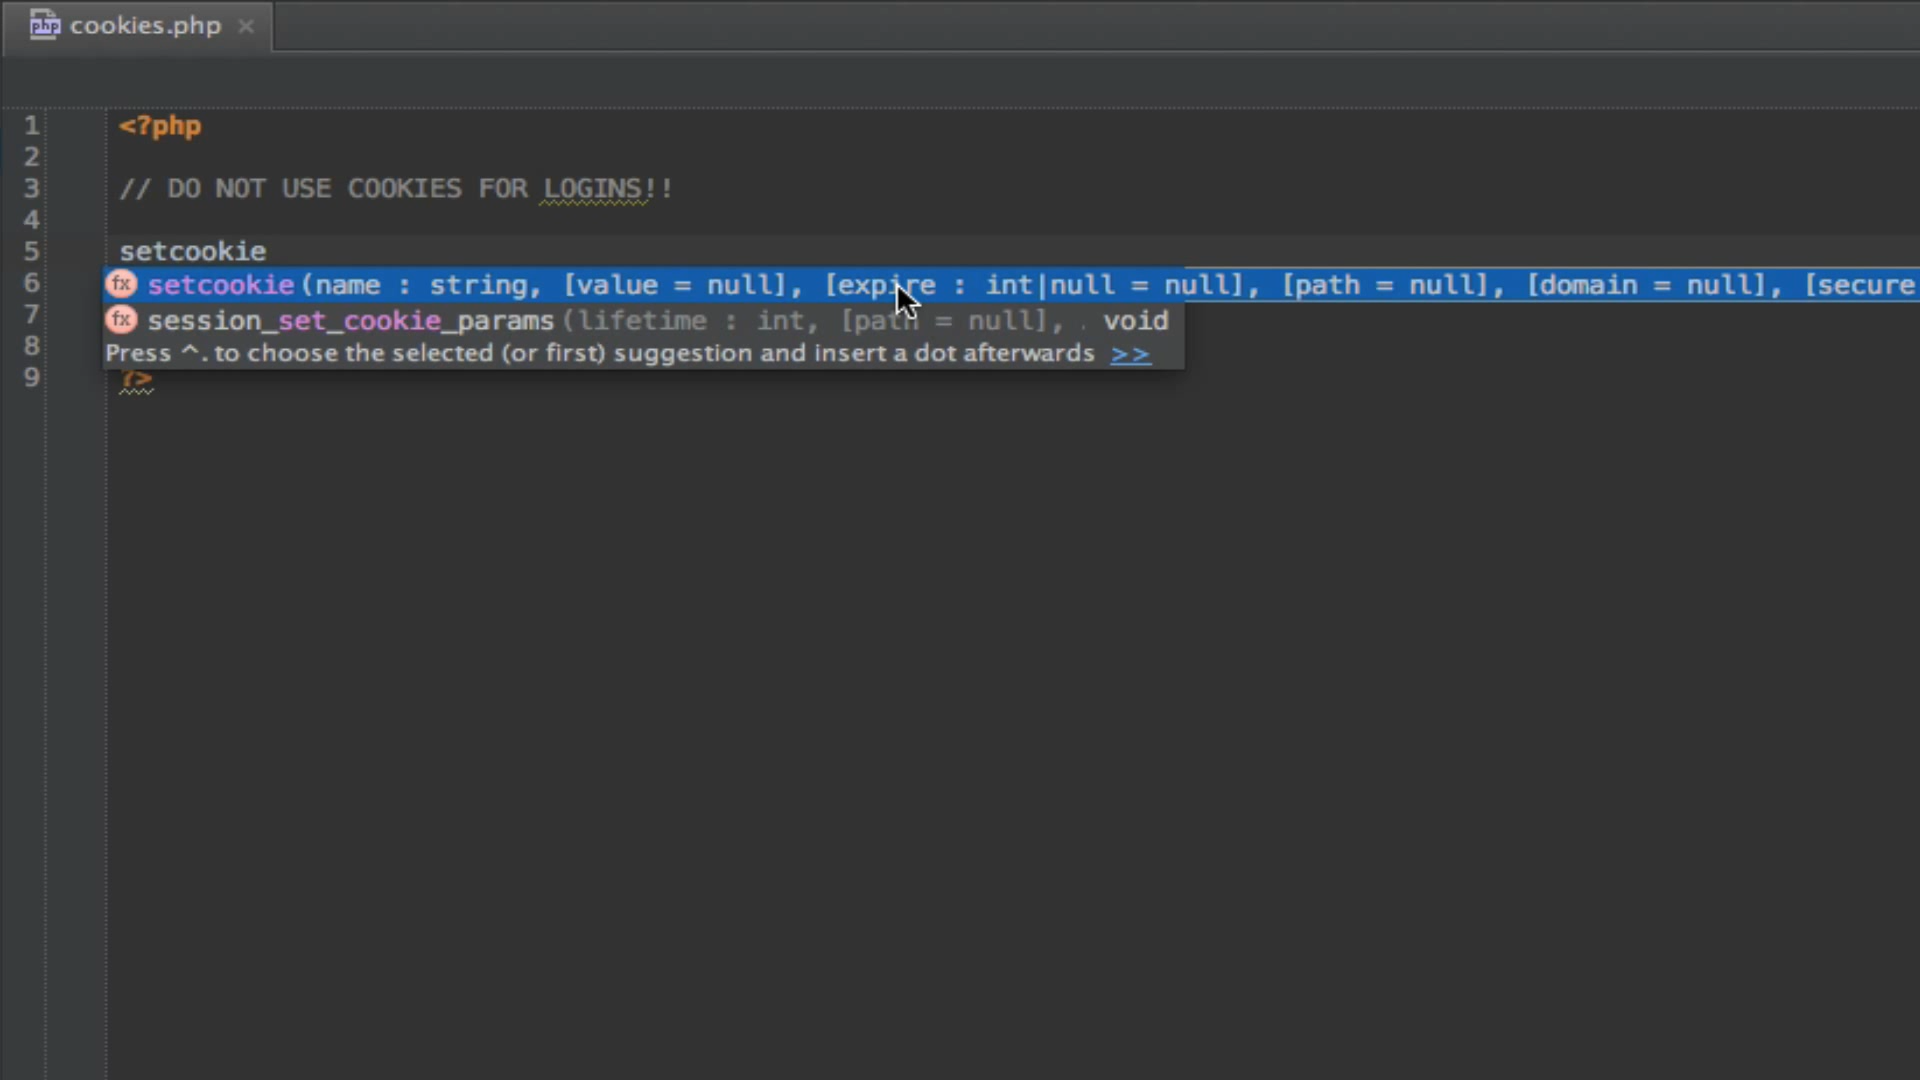 cookies.php
1 <?php
2
3 // DO NOT USE COOKIES FOR LOGINS!!
4
5 setcookie
6 fx setcookie(name : string, [value = null], [expire : int|null = null], [path = null], [domain = null], [secure
7 fx session_set_cookie_params(lifetime : int, [path = null], . void
8 Press ^. to choose the selected (or first) suggestion and insert a dot afterwards >>
9 ?>